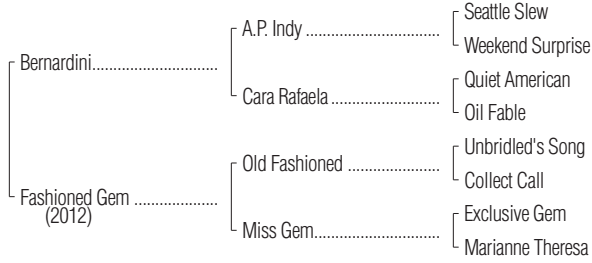 Seattle Slew
A.P. Indy ..........................
Weekend Surprise
Bernardini.........................
Quiet American
Cara Rafaela.....................
Oil Fable
Unbridled's Song
Old Fashioned ..................
Collect Call
Fashioned Gem .................
(2012)
Exclusive Gem
Miss Gem.........................
Marianne Theresa